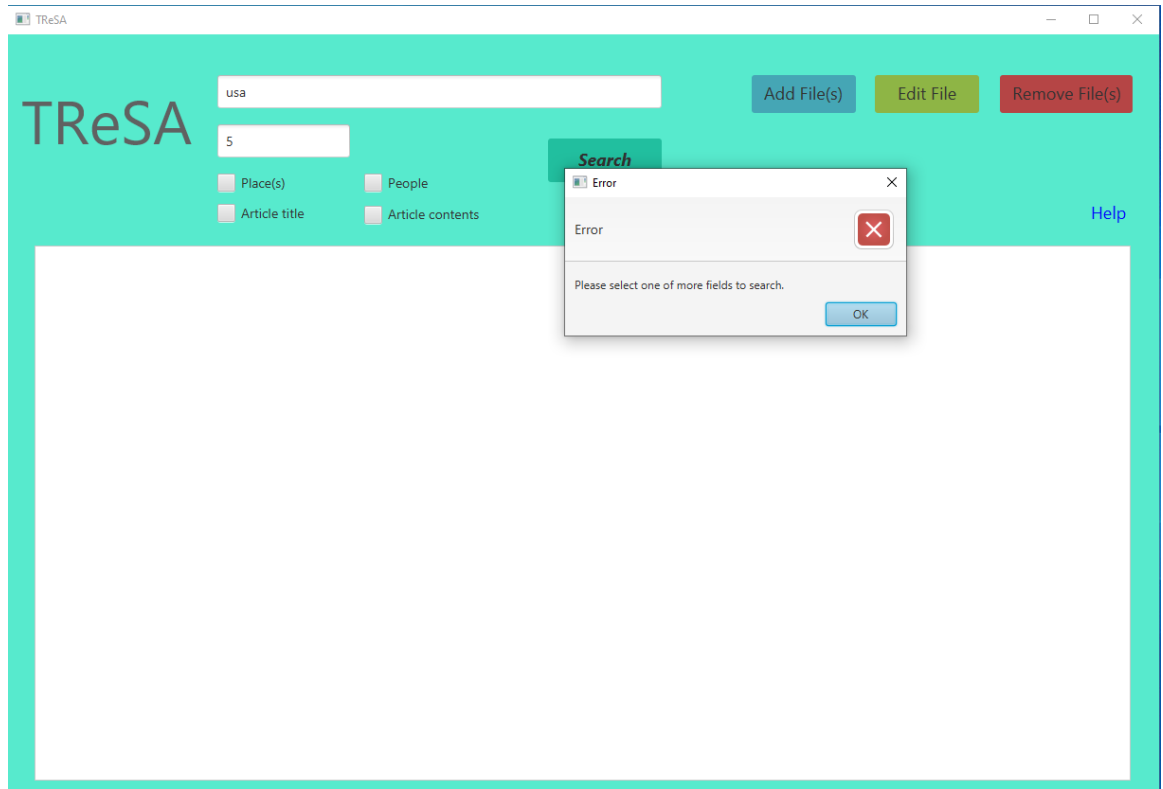 TReSA
TReSA
usa
5
Place(s)
People
Article title
Article contents
Search
Add File(s)
Edit File
Remove File(s)
Help
Error
Error
Please select one of more fields to search.
OK